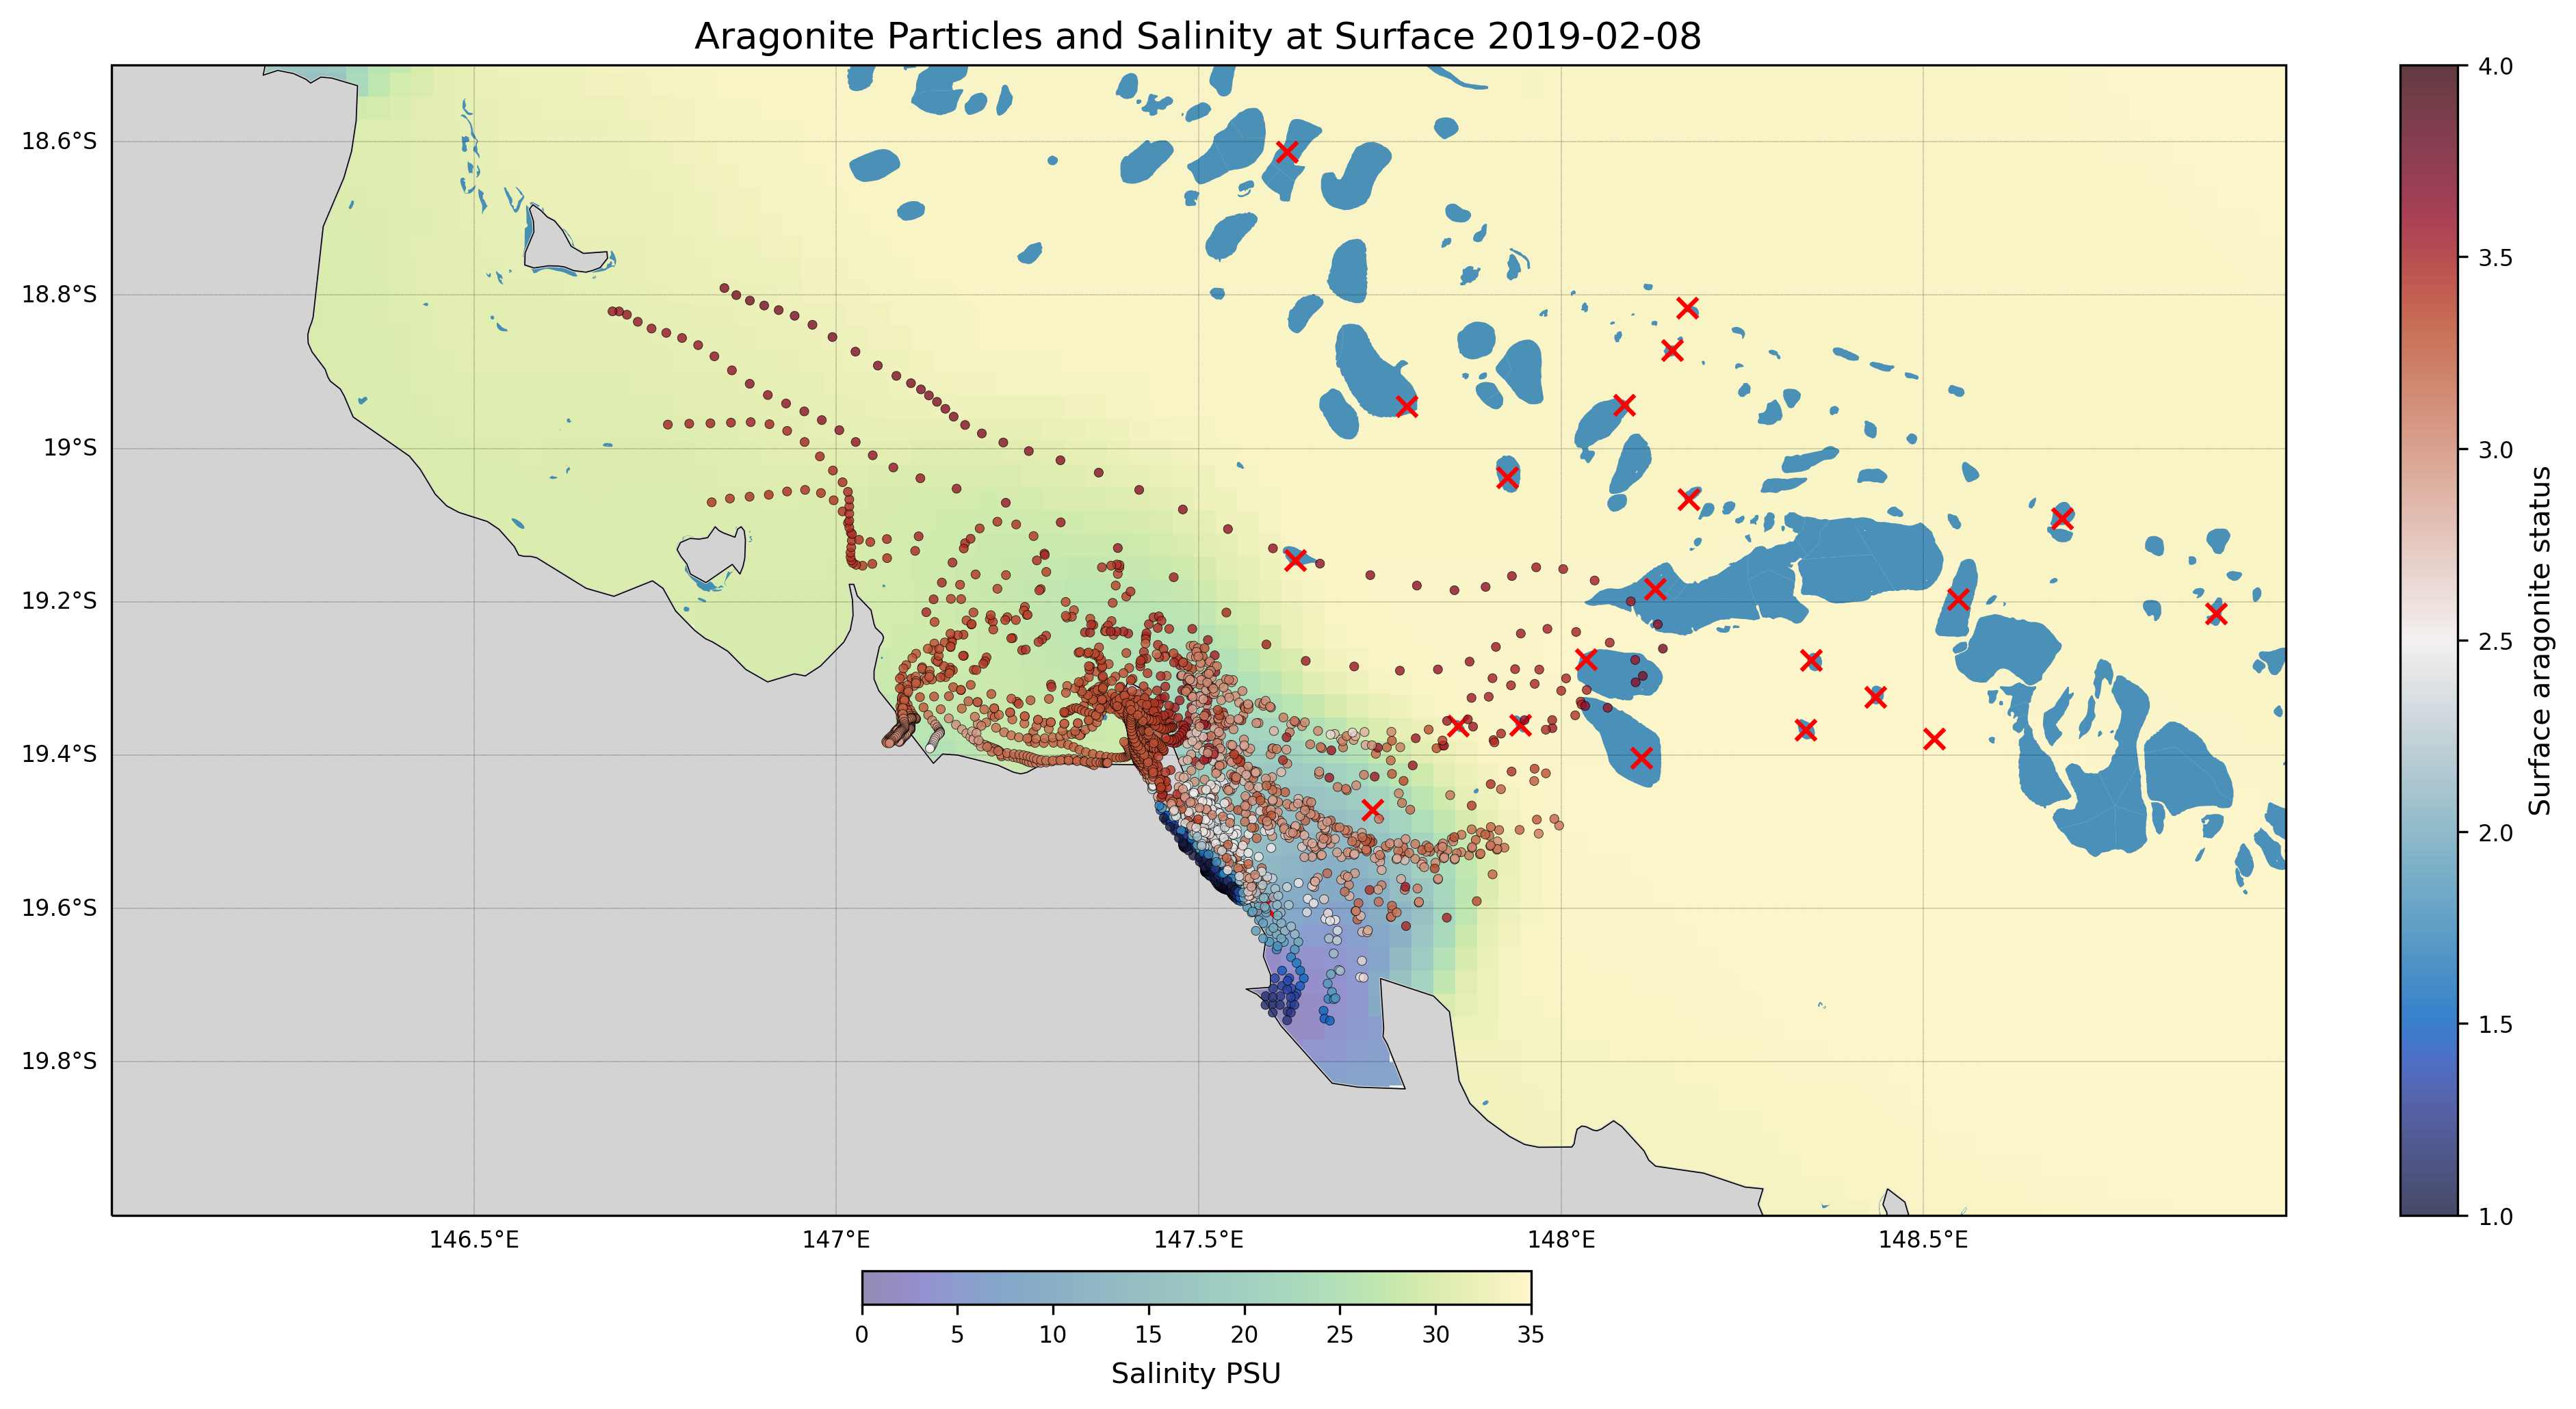 Aragonite Particles and Salinity at Surface 2019-02-08
18.6°S
18.8°S
19°S
19.2°S
19.4°S
19.6°S
19.8°S
146.5°E
147°E
147.5°E
148°E
148.5°E
4.0
3.5
3.0
2.5
2.0
1.5
1.0
Surface aragonite status
0
5
10
15
20
25
30
35
Salinity PSU